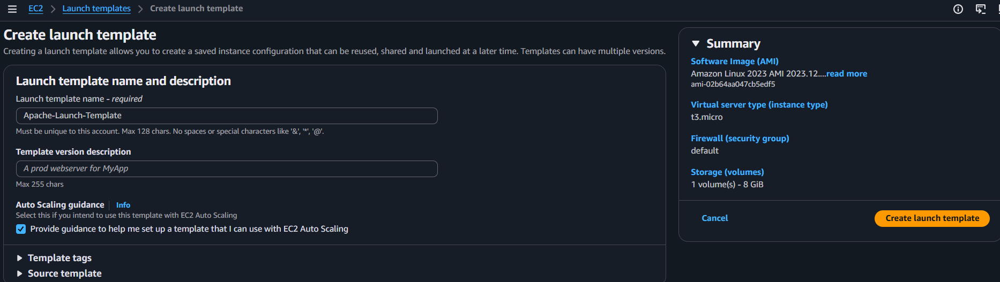 EC2 > Launch templates > Create launch template
Create launch template
Creating a launch template allows you to create a saved instance configuration that can be reused, shared and launched at a later time. Templates can have multiple versions.
Launch template name and description
Launch template name - required
Apache-Launch-Template
Must be unique to this account. Max 128 chars. No spaces or special characters like '&', '*', '@'.
Template version description
A prod webserver for MyApp
Max 255 chars
Auto Scaling guidance | Info
Select this if you intend to use this template with EC2 Auto Scaling
Provide guidance to help me set up a template that I can use with EC2 Auto Scaling
Template tags
Source template
Summary
Software Image (AMI)
Amazon Linux 2023 AMI 2023.12....read more
ami-02b64aa047cb5edf5
Virtual server type (instance type)
t3.micro
Firewall (security group)
default
Storage (volumes)
1 volume(s) - 8 GiB
Cancel
Create launch template